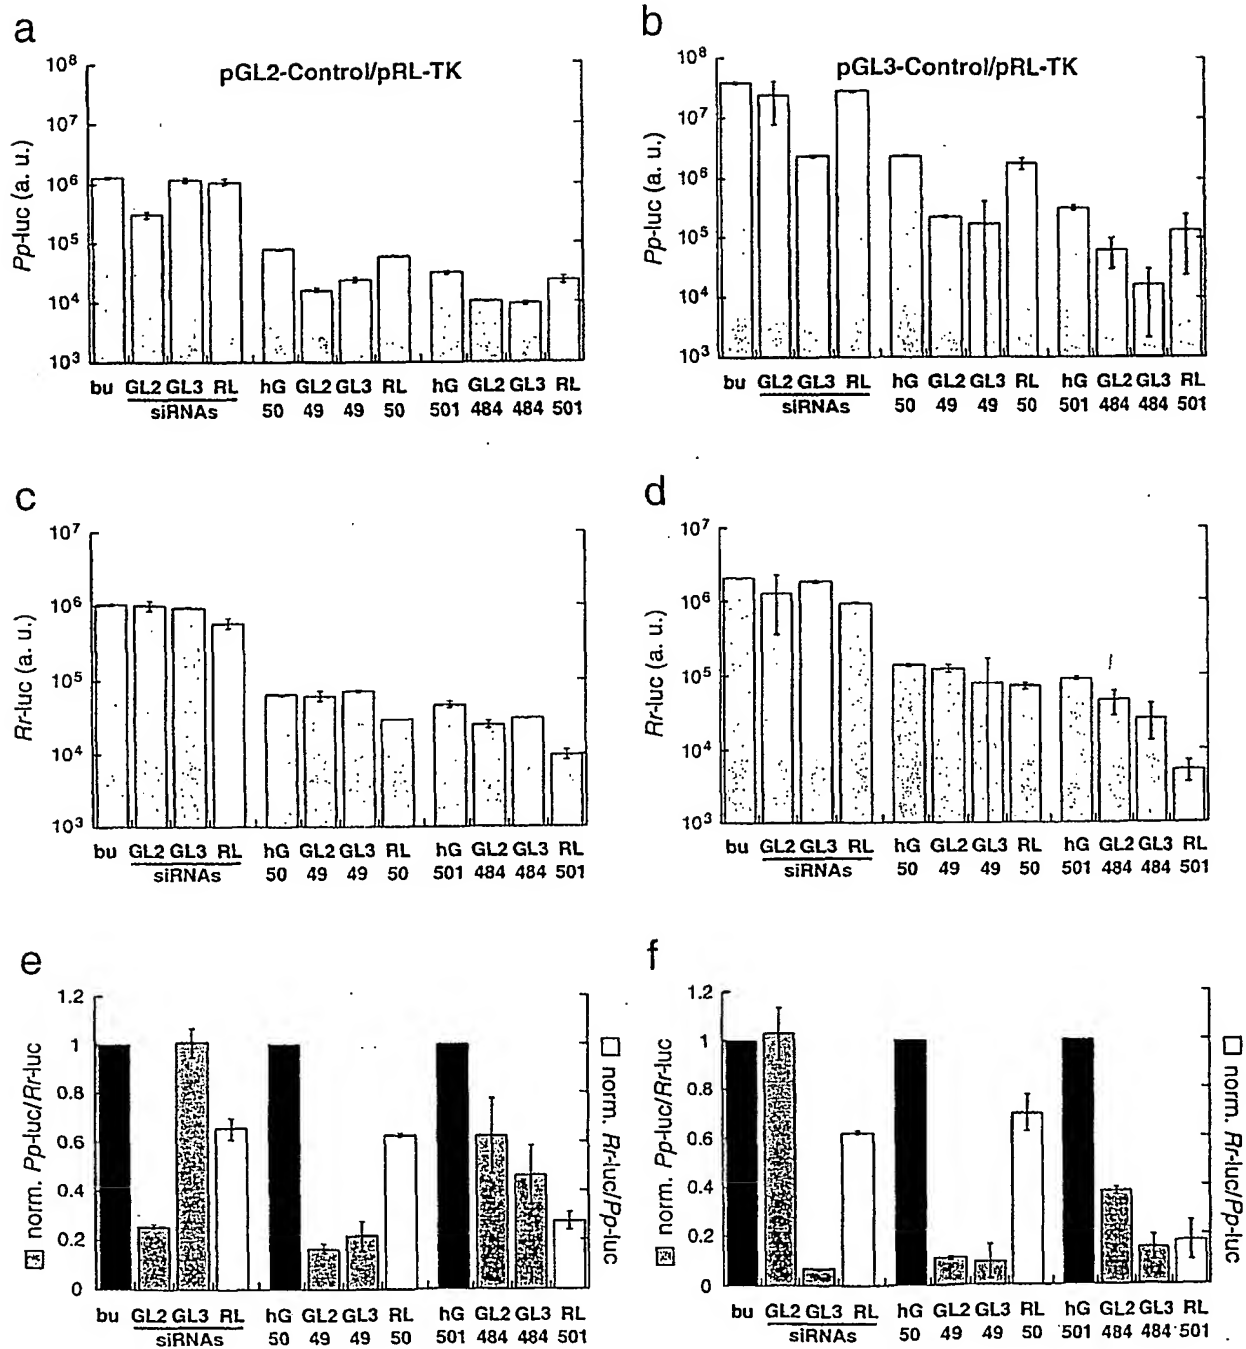 a
pGL2-Control/pRL-TK
Pp-luc (a. u.)
10⁸
10⁷
10⁶
10⁵
10⁴
10³
bu GL2 GL3 RL hG GL2 GL3 RL hG GL2 GL3 RL
siRNAs 50 49 49 50 501 484 484 501
b
pGL3-Control/pRL-TK
Pp-luc (a. u.)
10⁸
10⁷
10⁶
10⁵
10⁴
10³
bu GL2 GL3 RL hG GL2 GL3 RL hG GL2 GL3 RL
siRNAs 50 49 49 50 501 484 484 501
c
Rr-luc (a. u.)
10⁷
10⁶
10⁵
10⁴
10³
bu GL2 GL3 RL hG GL2 GL3 RL hG GL2 GL3 RL
siRNAs 50 49 49 50 501 484 484 501
d
Rr-luc (a. u.)
10⁷
10⁶
10⁵
10⁴
10³
bu GL2 GL3 RL hG GL2 GL3 RL hG GL2 GL3 RL
siRNAs 50 49 49 50 501 484 484 501
e
norm. Pp-luc/Rr-luc
1.2
1
0.8
0.6
0.4
0.2
0
norm. Rr-luc/Pp-luc
bu GL2 GL3 RL hG GL2 GL3 RL hG GL2 GL3 RL
siRNAs 50 49 49 50 501 484 484 501
f
norm. Pp-luc/Rr-luc
1.2
1
0.8
0.6
0.4
0.2
0
norm. Rr-luc/Pp-luc
bu GL2 GL3 RL hG GL2 GL3 RL hG GL2 GL3 RL
siRNAs 50 49 49 50 501 484 484 501